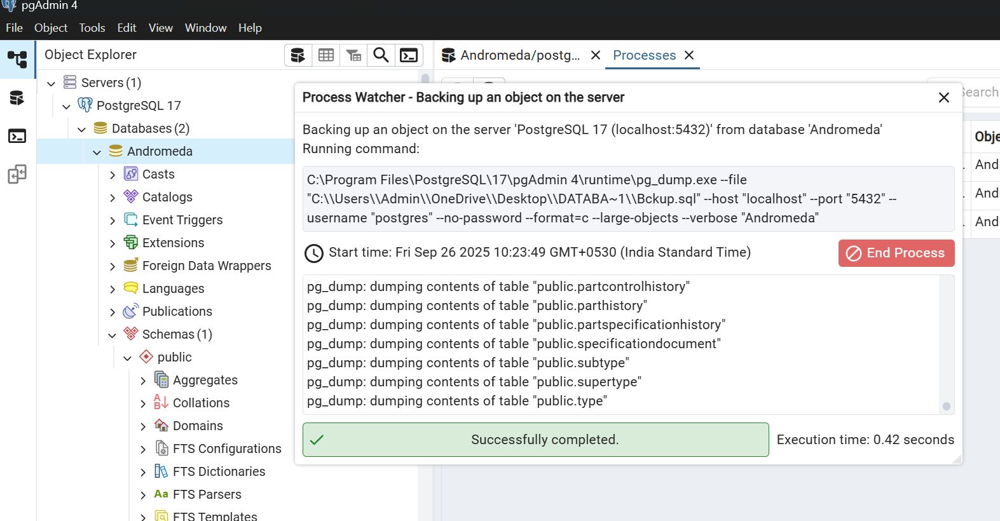 pgAdmin 4
File Object Tools Edit View Window Help
Object Explorer
Andromeda/postg... Processes
Servers (1)
PostgreSQL 17
Databases (2)
Andromeda
Casts
Catalogs
Event Triggers
Extensions
Foreign Data Wrappers
Languages
Publications
Schemas (1)
public
Aggregates
Collations
Domains
FTS Configurations
FTS Dictionaries
Aa FTS Parsers
FTS Templates
Process Watcher - Backing up an object on the server
Backing up an object on the server 'PostgreSQL 17 (localhost:5432)' from database 'Andromeda'
Running command:
C:\Program Files\PostgreSQL\17\pgAdmin 4\runtime\pg_dump.exe --file
"C:\\Users\\Admin\\OneDrive\\Desktop\\DATABA~1\\Bckup.sql" --host "localhost" --port "5432" --
username "postgres" --no-password --format=c --large-objects --verbose "Andromeda"
Start time: Fri Sep 26 2025 10:23:49 GMT+0530 (India Standard Time)
End Process
pg_dump: dumping contents of table "public.partcontrolhistory"
pg_dump: dumping contents of table "public.parthistory"
pg_dump: dumping contents of table "public.partspecificationhistory"
pg_dump: dumping contents of table "public.specificationdocument"
pg_dump: dumping contents of table "public.subtype"
pg_dump: dumping contents of table "public.supertype"
pg_dump: dumping contents of table "public.type"
Successfully completed.
Execution time: 0.42 seconds
Search
Obje
. And
. And
. And